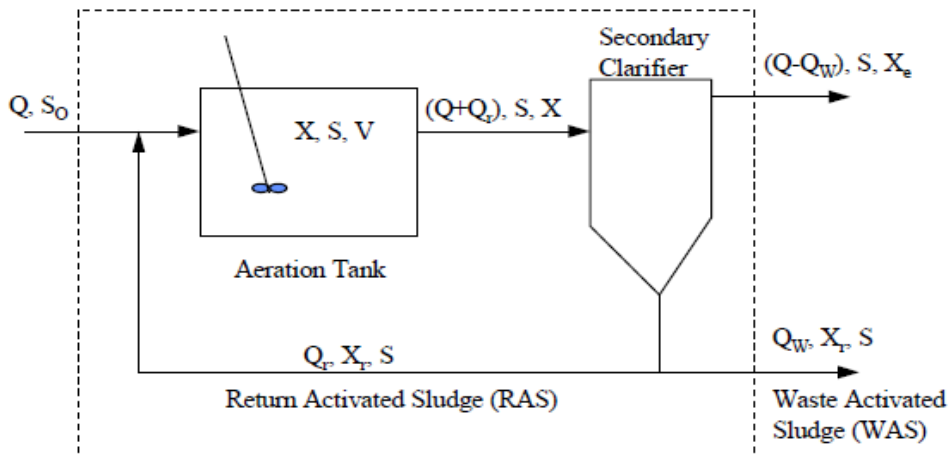 Secondary
Clarifier
(Q-Q_W), S, X_e
Q, S_O
(Q+Q_r), S, X
X, S, V
Aeration Tank
Q_r, X_r, S
Q_W, X_r, S
Return Activated Sludge (RAS)
Waste Activated
Sludge (WAS)